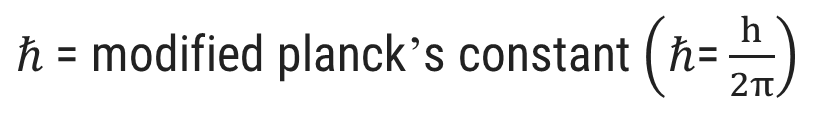 ℏ = modified planck’s constant (ℏ= h/2π)